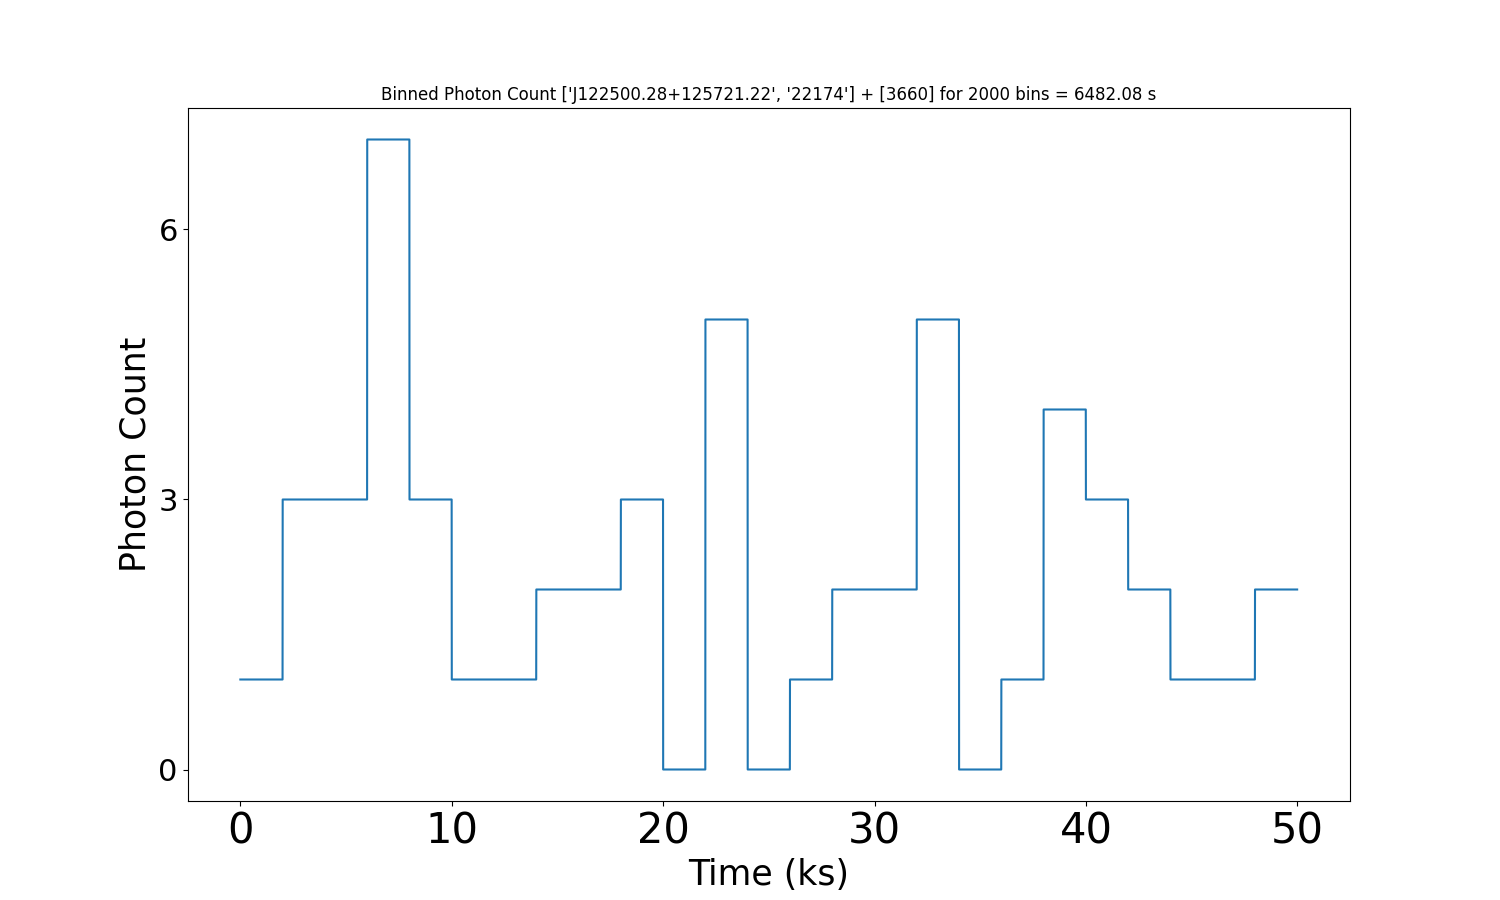 Binned Photon Count ['J122500.28+125721.22', '22174'] + [3660] for 2000 bins = 6482.08 s
6
3
0
Photon Count
0 10 20 30 40 50
Time (ks)